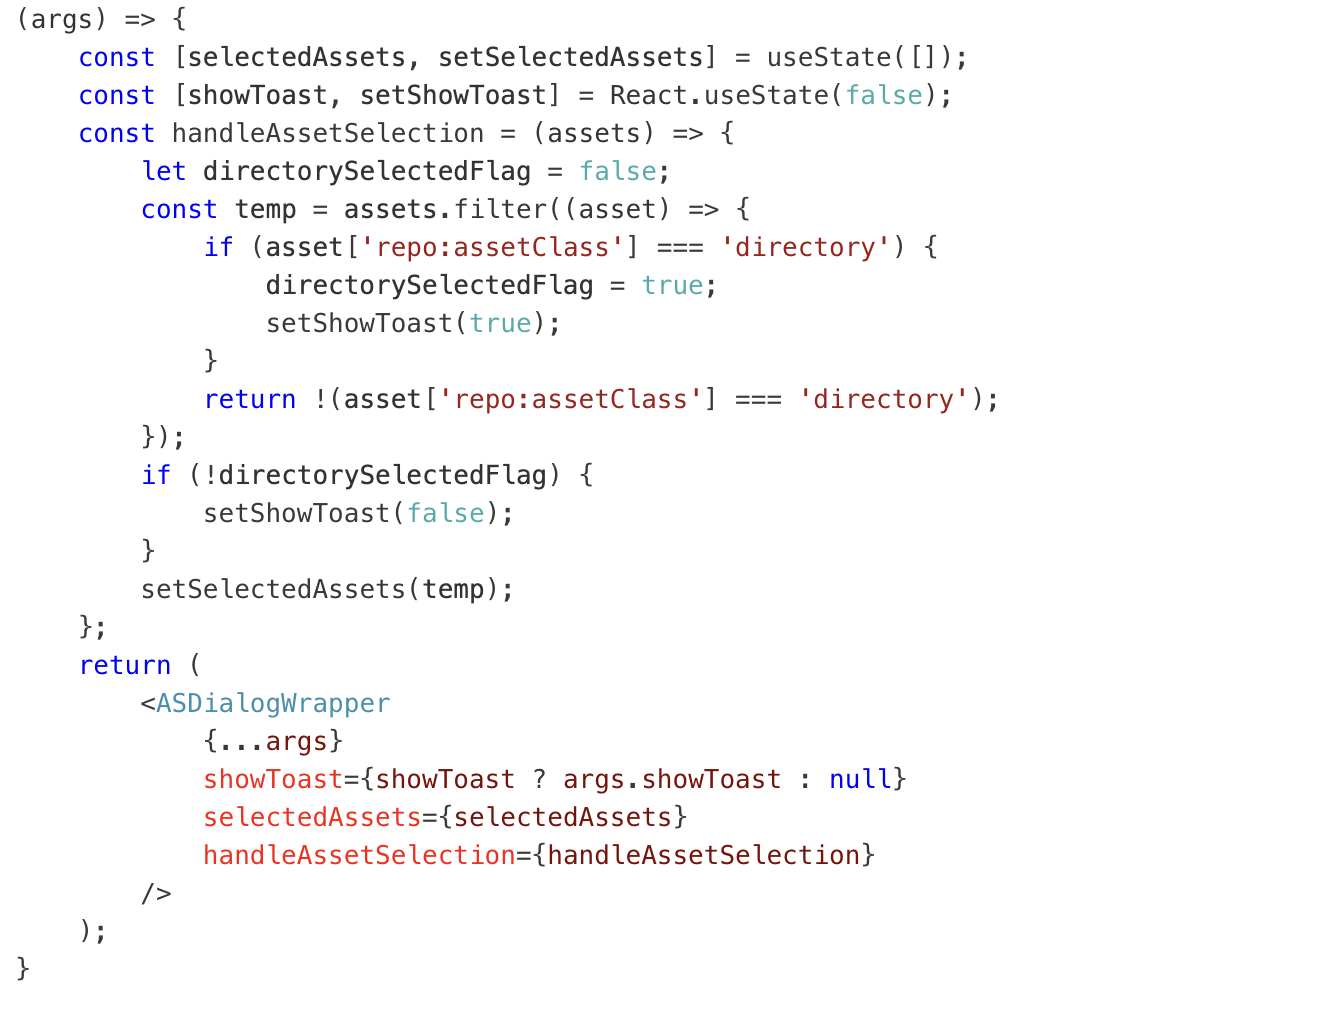 (args) => {
    const [selectedAssets, setSelectedAssets] = useState([]);
    const [showToast, setShowToast] = React.useState(false);
    const handleAssetSelection = (assets) => {
        let directorySelectedFlag = false;
        const temp = assets.filter((asset) => {
            if (asset['repo:assetClass'] === 'directory') {
                directorySelectedFlag = true;
                setShowToast(true);
            }
            return !(asset['repo:assetClass'] === 'directory');
        });
        if (!directorySelectedFlag) {
            setShowToast(false);
        }
        setSelectedAssets(temp);
    };
    return (
        <ASDialogWrapper
            {...args}
            showToast={showToast ? args.showToast : null}
            selectedAssets={selectedAssets}
            handleAssetSelection={handleAssetSelection}
        />
    );
}